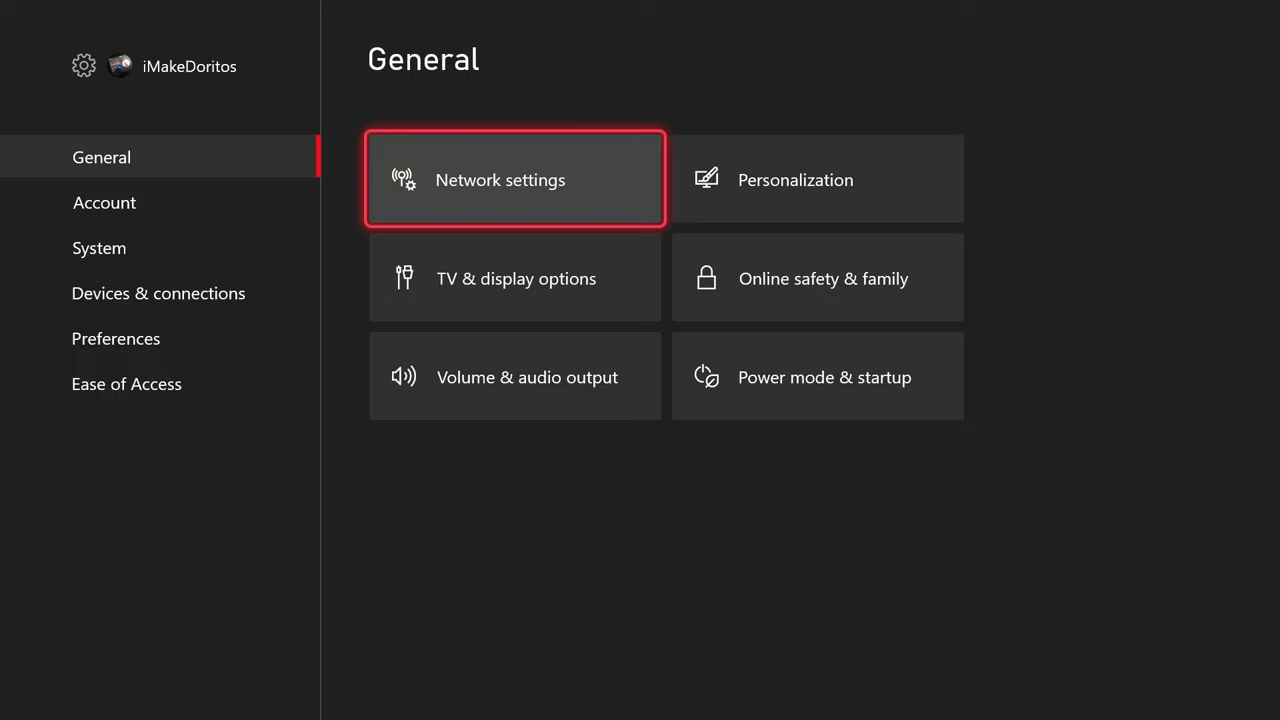 iMakeDoritos
General
Account
System
Devices & connections
Preferences
Ease of Access
General
Network settings
Personalization
TV & display options
Online safety & family
Volume & audio output
Power mode & startup